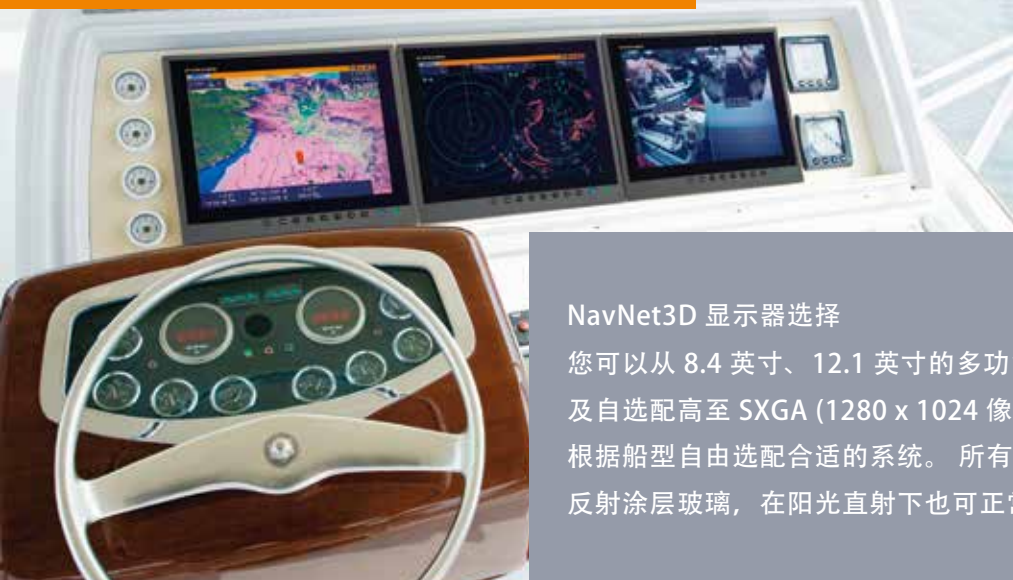 NavNet3D 显示器选择
您可以从 8.4 英寸、12.1 英寸的多功
及自选配高至 SXGA (1280 x 1024 像
根据船型自由选配合适的系统。 所有
反射涂层玻璃，在阳光直射下也可正